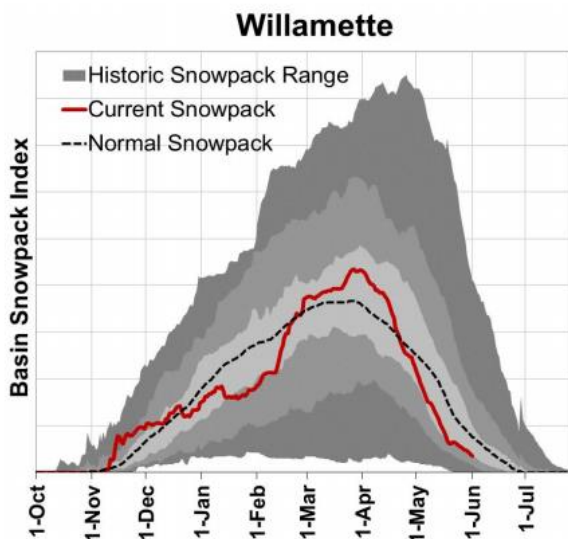 Willamette
Historic Snowpack Range
Current Snowpack
Normal Snowpack
Basin Snowpack Index
1-Oct
1-Nov
1-Dec
1-Jan
1-Feb
1-Mar
1-Apr
1-May
1-Jun
1-Jul